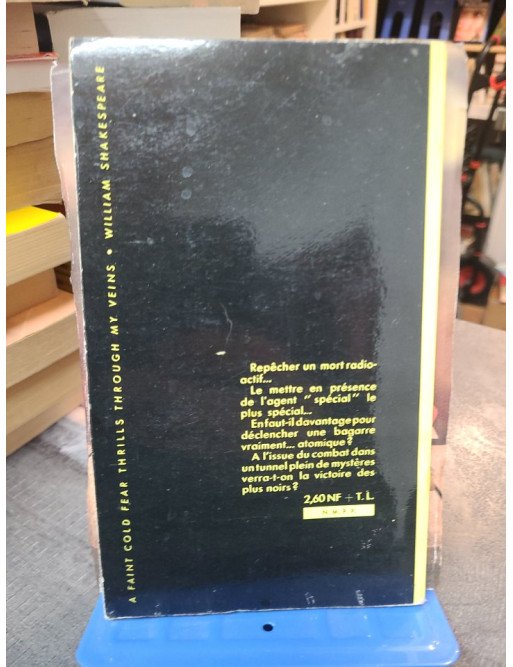 A FAINT COLD FEAR THRILLS THROUGH MY VEINS • WILLIAM SHAKESPEARE
Repêcher un mort radio-
actif...
Le mettre en présence
de l'agent "spécial" le
plus spécial...
En faut-il davantage pour
déclencher une bagarre
vraiment... atomique ?
A l'issue du combat dans
un tunnel plein de mystères
verra-t-on la victoire des
plus noirs ?
2,60 NF + T. L.
N. M. P. P.